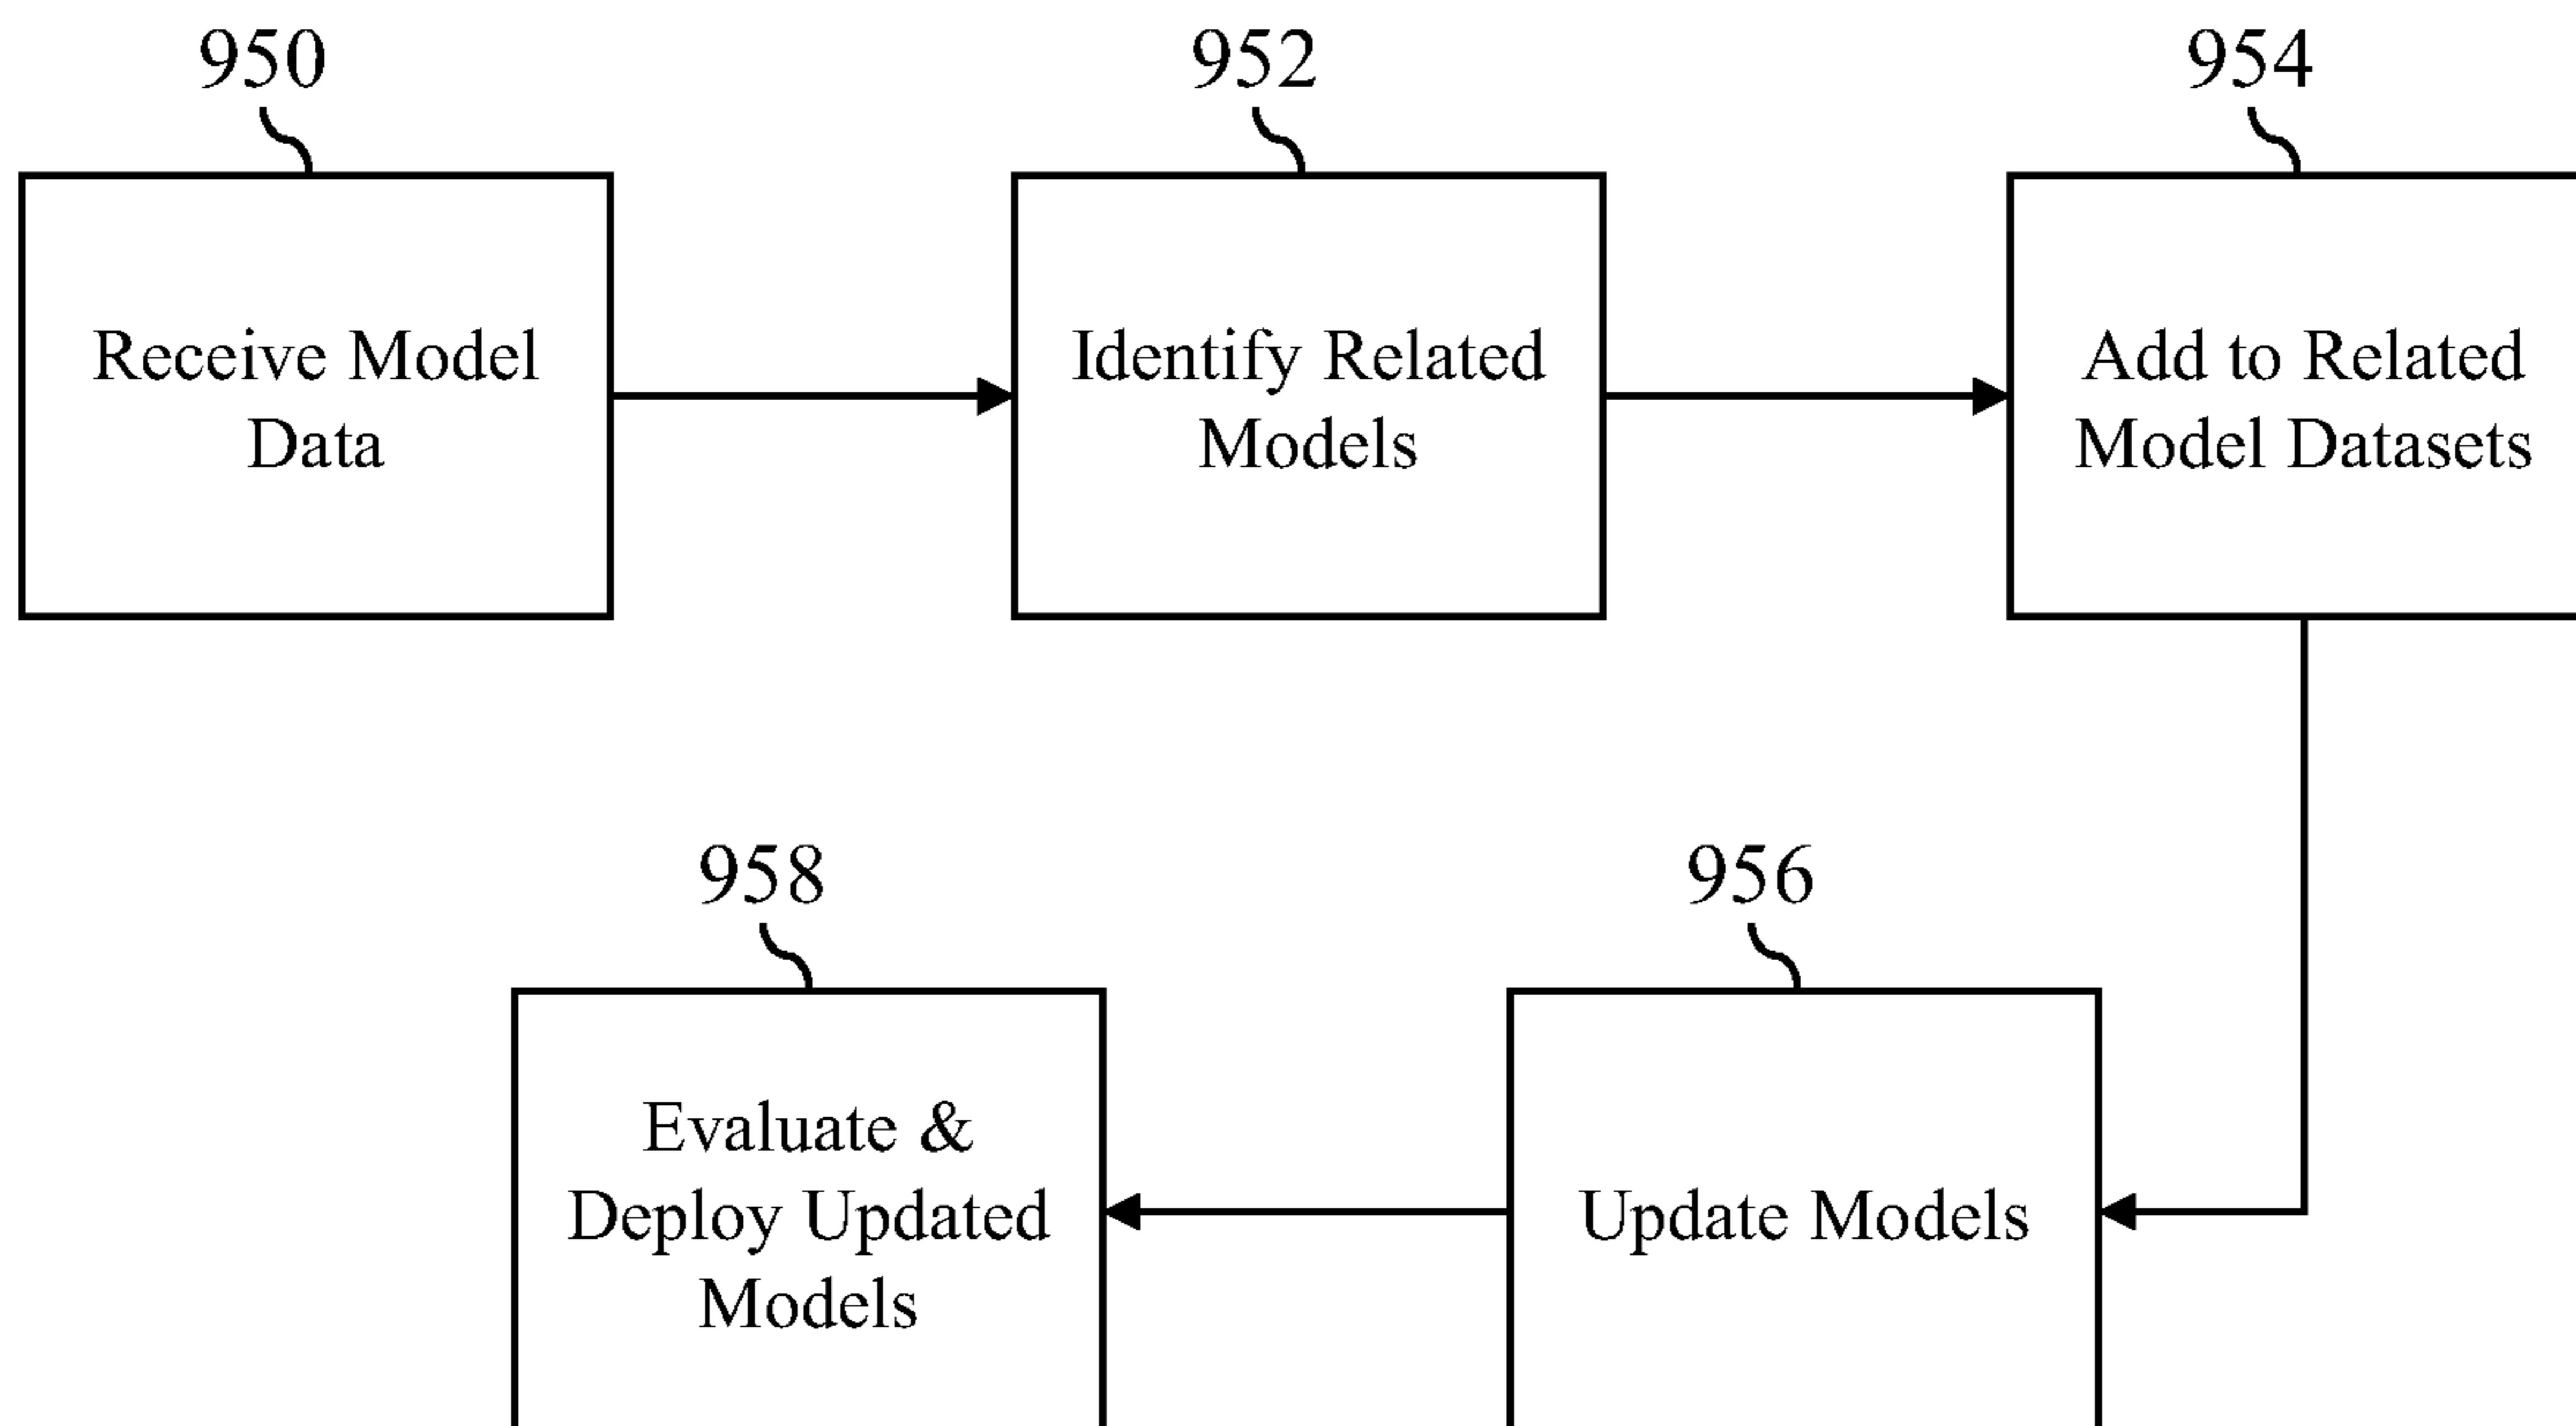 950
Receive Model
Data
952
Identify Related
Models
954
Add to Related
Model Datasets
956
Update Models
958
Evaluate &
Deploy Updated
Models